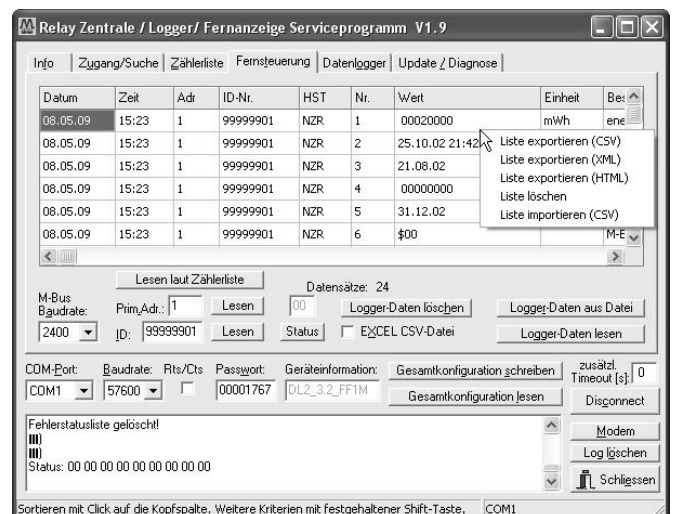 Relay Zentrale / Logger/ Fernanzeige Serviceprogramm V1.9
Info Zugang/Suche Zählerliste Fernsteuerung Datenlogger Update / Diagnose
Datum Zeit Adr ID-Nr. HST Nr. Wert Einheit Bes
08.05.09 15:23 1 99999901 NZR 1 00020000 mWh ene
08.05.09 15:23 1 99999901 NZR 2 25.10.02 21:42
08.05.09 15:23 1 99999901 NZR 3 21.08.02
08.05.09 15:23 1 99999901 NZR 4 00000000
08.05.09 15:23 1 99999901 NZR 5 31.12.02
08.05.09 15:23 1 99999901 NZR 6 $00 M-E
Liste exportieren (CSV)
Liste exportieren (XML)
Liste exportieren (HTML)
Liste löschen
Liste importieren (CSV)
Lesen laut Zählerliste Datensätze: 24
M-Bus
Baudrate: Prim.Adr.: 1 Lesen 00 Logger-Daten löschen Logger-Daten aus Datei
2400 ID: 99999901 Lesen Status EXCEL CSV-Datei Logger-Daten lesen
COM-Port: Baudrate: Rts/Cts Passwort: Geräteinformation: Gesamtkonfiguration schreiben zusätzl.
Timeout [s]: 0
COM1 57600 00001767 DL2_3.2_FF1M Gesamtkonfiguration lesen Disconnect
Fehlerstatusliste gelöscht!
Modem
Log löschen
Status: 00 00 00 00 00 00 00 00 00
Schliessen
Sortieren mit Click auf die Kopfspalte. Weitere Kriterien mit festgehaltener Shift-Taste, COM1